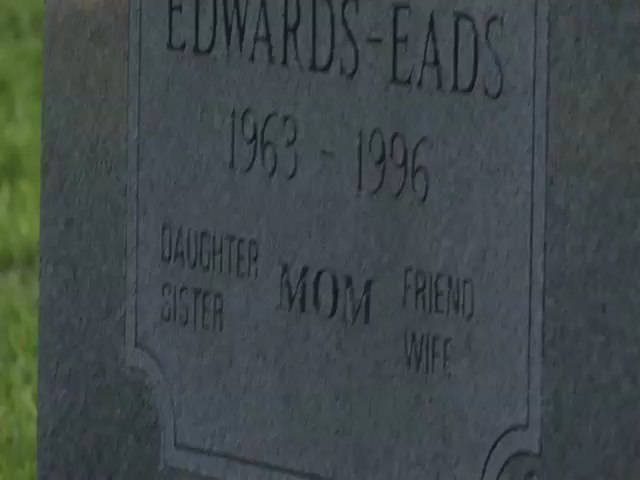 EDWARDS-EADS
1963 - 1996
DAUGHTER
SISTER
MOM
FRIEND
WIFE